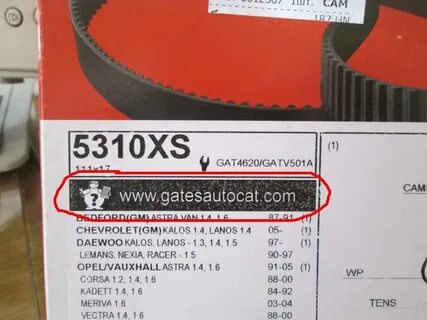 1шт. CAM
187 HN
5310XS
111x17
GAT4620/GATV501A
(1)
www.gatesautocat.com
BEDFORD(GM) ASTRA VAN 1.4, 1.6 87-91 (1)
CHEVROLET(GM) KALOS 1.4, LANOS 1.4 05- (1)
DAEWOO KALOS, LANOS - 1.3, 1.4, 1.5 97- (1)
LEMANS, NEXIA, RACER - 1.5 90-97
OPEL/VAUXHALL ASTRA 1.4, 1.6 91-05 (1)
CORSA 1.2, 1.4, 1.6 88-00
KADETT 1.4, 1.6 84-92
MERIVA 1.6 03-04
VECTRA 1.4, 1.6 88-00
(1)
CAMS
WP
TENS